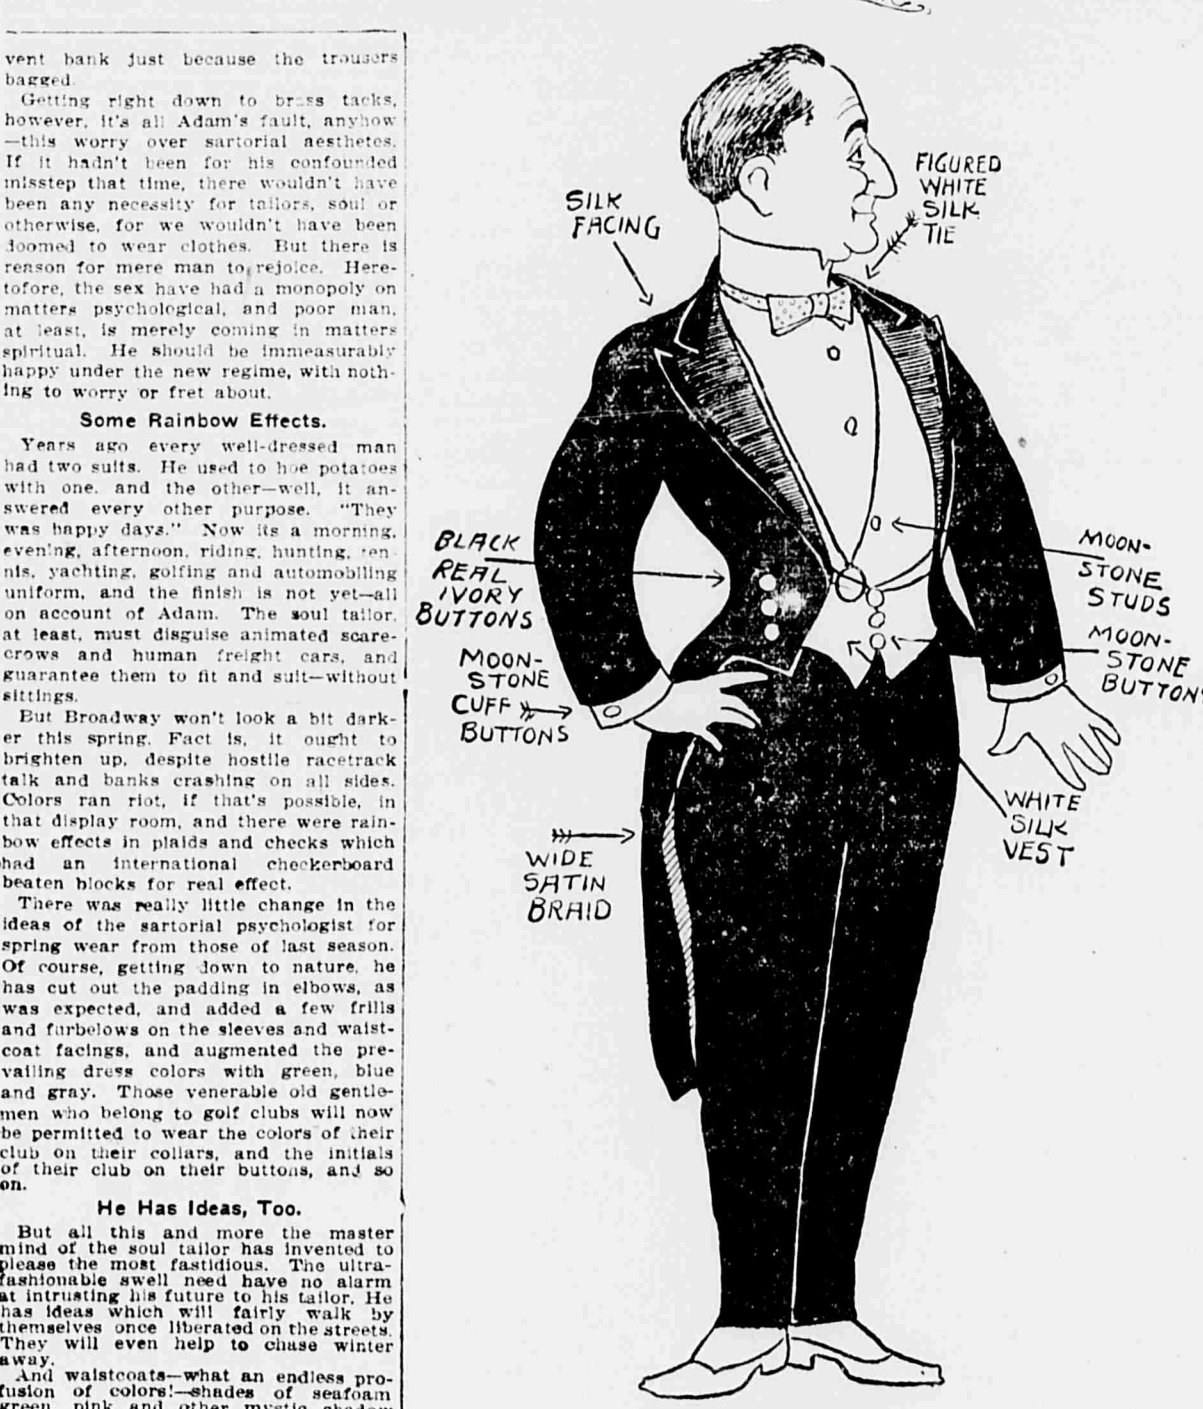 vent bank just because the trousers
bagged.
Getting right down to brass tacks,
however, it's all Adam's fault, anyhow
—this worry over sartorial aesthetes.
If it hadn't been for his confounded
misstep that time, there wouldn't have
been any necessity for tailors, soul or
otherwise, for we wouldn't have been
doomed to wear clothes. But there is
reason for mere man to rejoice. Here-
tofore, the sex have had a monopoly on
matters psychological, and poor man,
at least, is merely coming in matters
spiritual. He should be immeasurably
happy under the new regime, with noth-
ing to worry or fret about.
Some Rainbow Effects.
Years ago every well-dressed man
had two suits. He used to hoe potatoes
with one, and the other—well, it an-
swered every other purpose. "They
was happy days." Now its a morning,
evening, afternoon, riding, hunting, ten-
nis, yachting, golfing and automobiling
uniform, and the finish is not yet—all
on account of Adam. The soul tailor,
at least, must disguise animated scare-
crows and human freight cars, and
guarantee them to fit and suit—without
sittings.
But Broadway won't look a bit dark-
er this spring. Fact is, it ought to
brighten up, despite hostile racetrack
talk and banks crashing on all sides.
Colors ran riot, if that's possible, in
that display room, and there were rain-
bow effects in plaids and checks which
had an international checkerboard
beaten blocks for real effect.
There was really little change in the
ideas of the sartorial psychologist for
spring wear from those of last season.
Of course, getting down to nature, he
has cut out the padding in elbows, as
was expected, and added a few frills
and furbelows on the sleeves and waist-
coat facings, and augmented the pre-
vailing dress colors with green, blue
and gray. Those venerable old gentle-
men who belong to golf clubs will now
be permitted to wear the colors of their
club on their collars, and the initials
of their club on their buttons, and so
on.
He Has Ideas, Too.
But all this and more the master
mind of the soul tailor has invented to
please the most fastidious. The ultra-
fashionable swell need have no alarm
at intrusting his future to his tailor. He
has ideas which will fairly walk by
themselves once liberated on the streets.
They will even help to chase winter
away.
And waistcoats—what an endless pro-
fusion of colors!—shades of seafoam
green, pink and other mystic shadow
SILK
FACING
FIGURED
WHITE
SILK
TIE
BLACK
REAL
IVORY
BUTTONS
MOON-
STONE
CUFF
BUTTONS
WIDE
SATIN
BRAID
MOON-
STONE
STUDS
MOON-
STONE
BUTTONS
WHITE
SILK
VEST